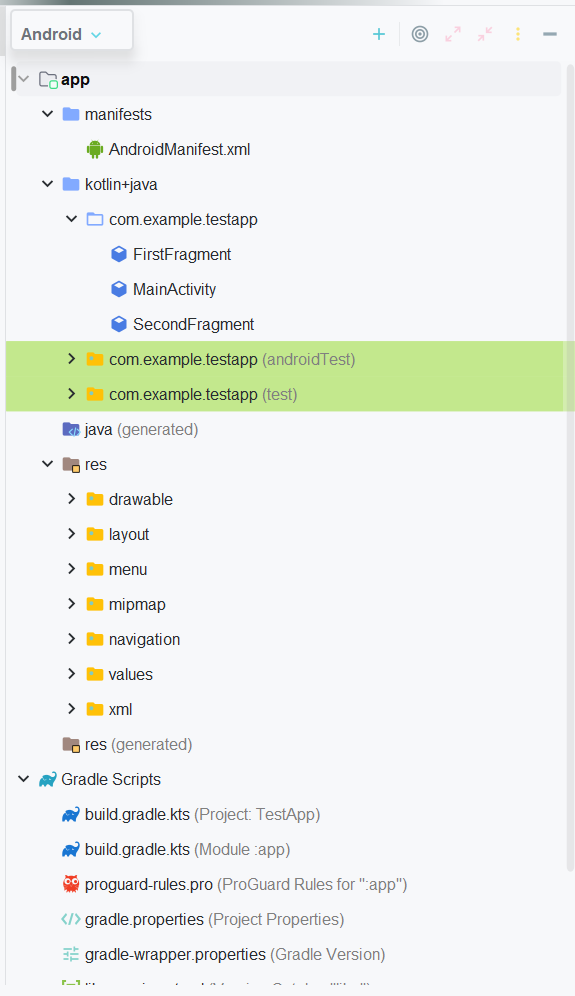 Android
app
manifests
AndroidManifest.xml
kotlin+java
com.example.testapp
FirstFragment
MainActivity
SecondFragment
com.example.testapp (androidTest)
com.example.testapp (test)
java (generated)
res
drawable
layout
menu
mipmap
navigation
values
xml
res (generated)
Gradle Scripts
build.gradle.kts (Project: TestApp)
build.gradle.kts (Module :app)
proguard-rules.pro (ProGuard Rules for ":app")
gradle.properties (Project Properties)
gradle-wrapper.properties (Gradle Version)